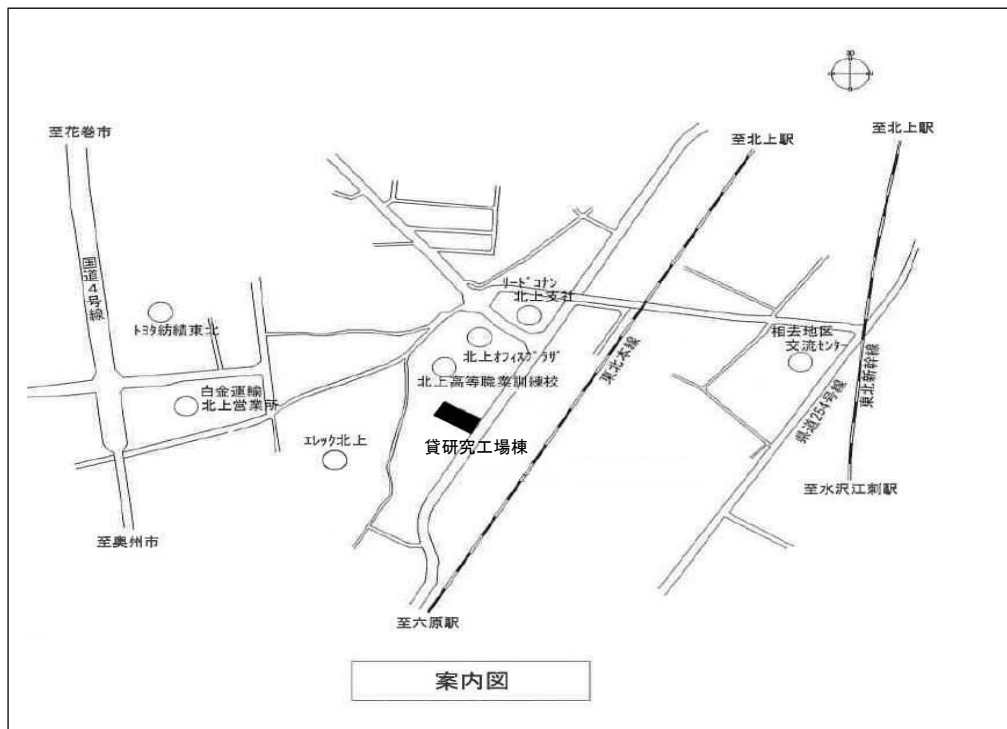 至花巻市
至北上駅
至北上駅
国道4号線
ﾄﾖﾀ紡績東北
ﾘｰﾄﾞｺﾅﾝ
北上支社
北上ｵﾌｨｽﾌﾟﾗｻﾞ
北上高等職業訓練校
東北本線
相去地区
交流ｾﾝﾀｰ
東北新幹線
白金運輸
北上営業所
ｴﾚｯｸ北上
貸研究工場棟
県道254号線
至水沢江刺駅
至奥州市
至六原駅
案内図